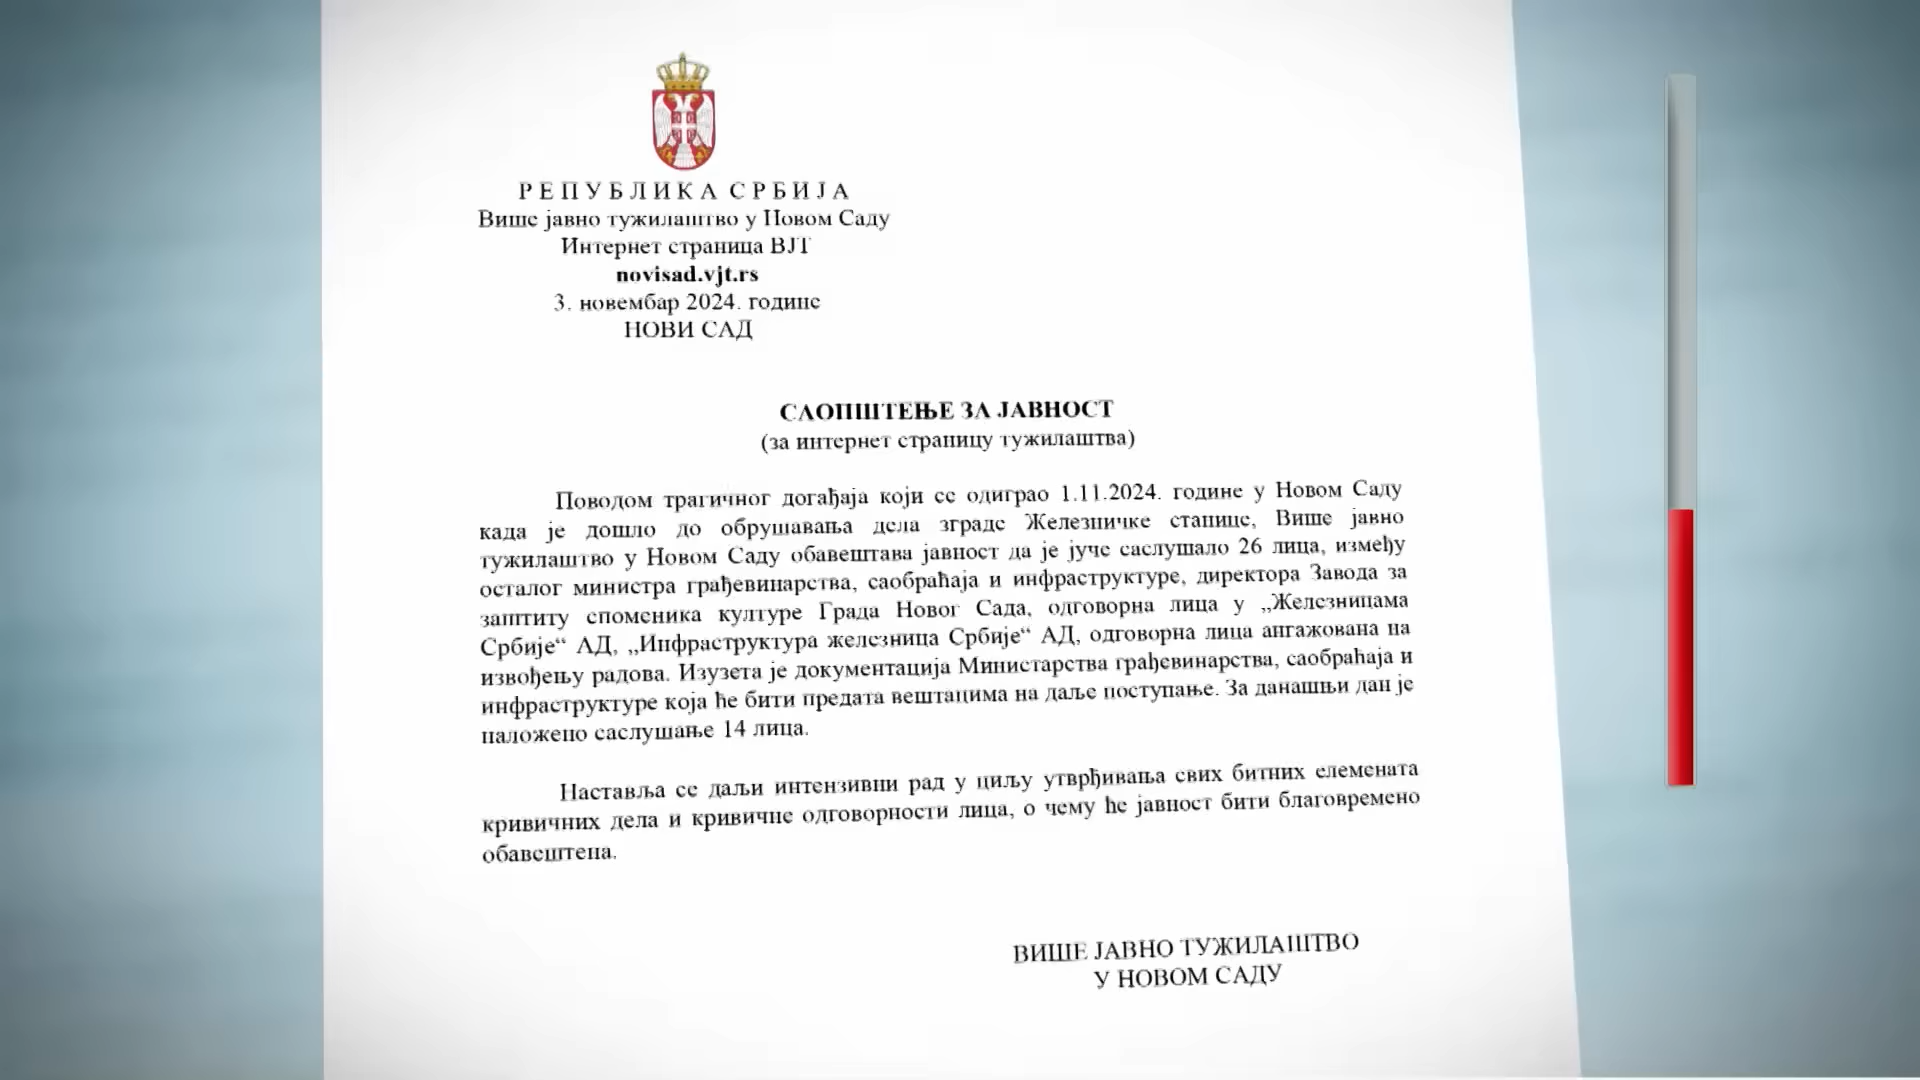 РЕПУБЛИКА СРБИЈА
Више јавно тужилаштво у Новом Саду
Интернет страница ВЈТ
novisad.vjt.rs
3. новембар 2024. године
НОВИ САД
САОПШТЕЊЕ ЗА ЈАВНОСТ
(за интернет страницу тужилаштва)
Поводом трагичног догађаја који се одиграо 1.11.2024. године у Новом Саду
када је дошло до обрушавања дела зграде Железничке станице, Више јавно
тужилаштво у Новом Саду обавештава јавност да је јуче саслушало 26 лица, између
осталог министра грађевинарства, саобраћаја и инфраструктуре, директора Завода за
заштиту споменика културе Града Новог Сада, одговорна лица у „Железницама
Србије“ АД, „Инфраструктура железница Србије“ АД, одговорна лица ангажована на
извођењу радова. Изузета је документација Министарства грађевинарства, саобраћаја и
инфраструктуре која ће бити предата вештацима на даље поступање. За данашњи дан је
наложено саслушање 14 лица.
Наставља се даљи интензивни рад у циљу утврђивања свих битних елемената
кривичних дела и кривичне одговорности лица, о чему ће јавност бити благовремено
обавештена.
ВИШЕ ЈАВНО ТУЖИЛАШТВО
У НОВОМ САДУ